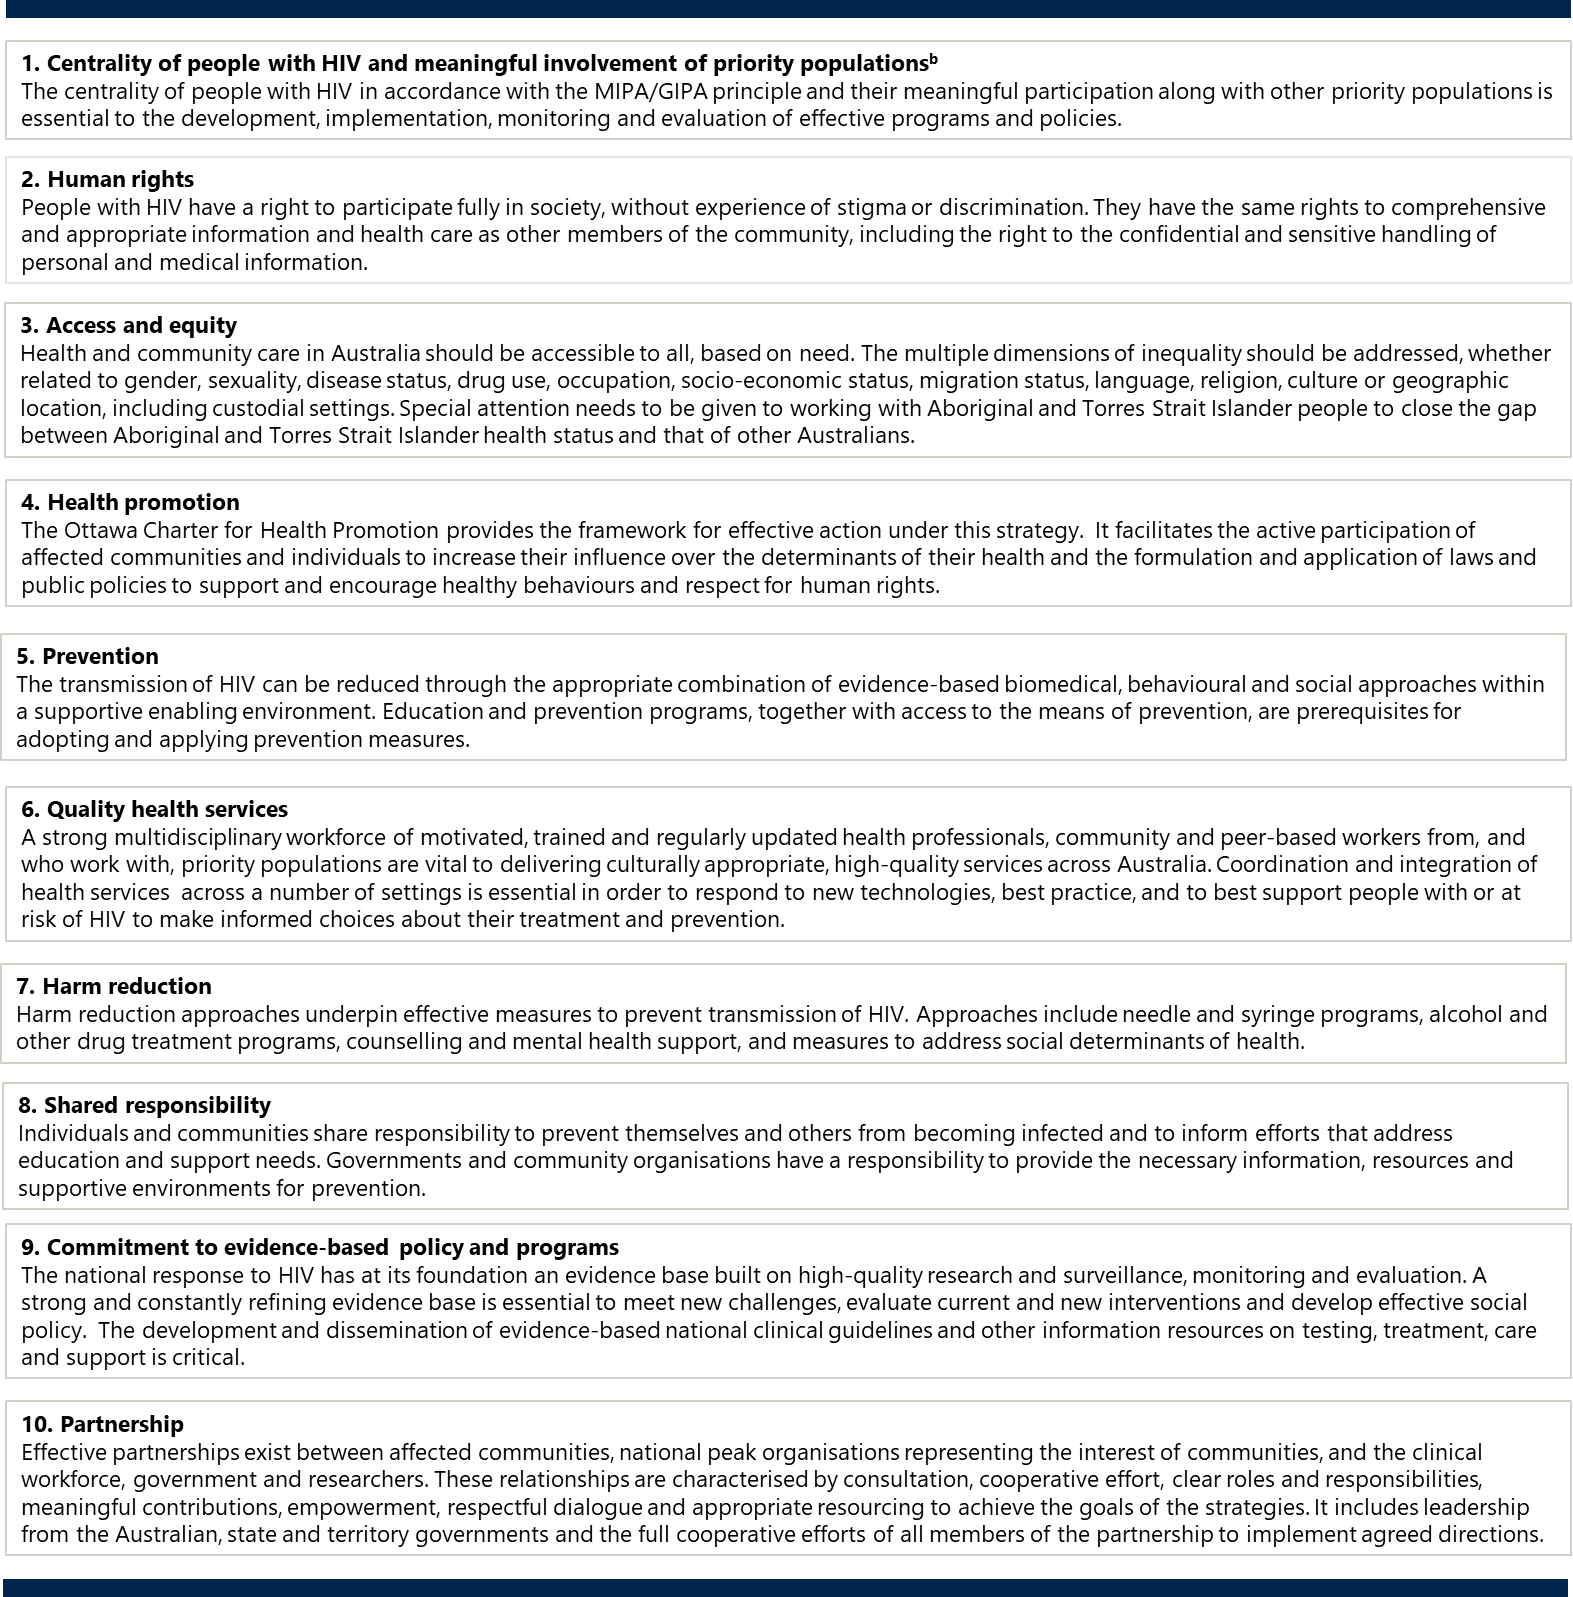 1. Centrality of people with HIV and meaningful involvement of priority populationsᵇ
The centrality of people with HIV in accordance with the MIPA/GIPA principle and their meaningful participation along with other priority populations is
essential to the development, implementation, monitoring and evaluation of effective programs and policies.
2. Human rights
People with HIV have a right to participate fully in society, without experience of stigma or discrimination. They have the same rights to comprehensive
and appropriate information and health care as other members of the community, including the right to the confidential and sensitive handling of
personal and medical information.
3. Access and equity
Health and community care in Australia should be accessible to all, based on need. The multiple dimensions of inequality should be addressed, whether
related to gender, sexuality, disease status, drug use, occupation, socio-economic status, migration status, language, religion, culture or geographic
location, including custodial settings. Special attention needs to be given to working with Aboriginal and Torres Strait Islander people to close the gap
between Aboriginal and Torres Strait Islander health status and that of other Australians.
4. Health promotion
The Ottawa Charter for Health Promotion provides the framework for effective action under this strategy. It facilitates the active participation of
affected communities and individuals to increase their influence over the determinants of their health and the formulation and application of laws and
public policies to support and encourage healthy behaviours and respect for human rights.
5. Prevention
The transmission of HIV can be reduced through the appropriate combination of evidence-based biomedical, behavioural and social approaches within
a supportive enabling environment. Education and prevention programs, together with access to the means of prevention, are prerequisites for
adopting and applying prevention measures.
6. Quality health services
A strong multidisciplinary workforce of motivated, trained and regularly updated health professionals, community and peer-based workers from, and
who work with, priority populations are vital to delivering culturally appropriate, high-quality services across Australia. Coordination and integration of
health services across a number of settings is essential in order to respond to new technologies, best practice, and to best support people with or at
risk of HIV to make informed choices about their treatment and prevention.
7. Harm reduction
Harm reduction approaches underpin effective measures to prevent transmission of HIV. Approaches include needle and syringe programs, alcohol and
other drug treatment programs, counselling and mental health support, and measures to address social determinants of health.
8. Shared responsibility
Individuals and communities share responsibility to prevent themselves and others from becoming infected and to inform efforts that address
education and support needs. Governments and community organisations have a responsibility to provide the necessary information, resources and
supportive environments for prevention.
9. Commitment to evidence-based policy and programs
The national response to HIV has at its foundation an evidence base built on high-quality research and surveillance, monitoring and evaluation. A
strong and constantly refining evidence base is essential to meet new challenges, evaluate current and new interventions and develop effective social
policy. The development and dissemination of evidence-based national clinical guidelines and other information resources on testing, treatment, care
and support is critical.
10. Partnership
Effective partnerships exist between affected communities, national peak organisations representing the interest of communities, and the clinical
workforce, government and researchers. These relationships are characterised by consultation, cooperative effort, clear roles and responsibilities,
meaningful contributions, empowerment, respectful dialogue and appropriate resourcing to achieve the goals of the strategies. It includes leadership
from the Australian, state and territory governments and the full cooperative efforts of all members of the partnership to implement agreed directions.